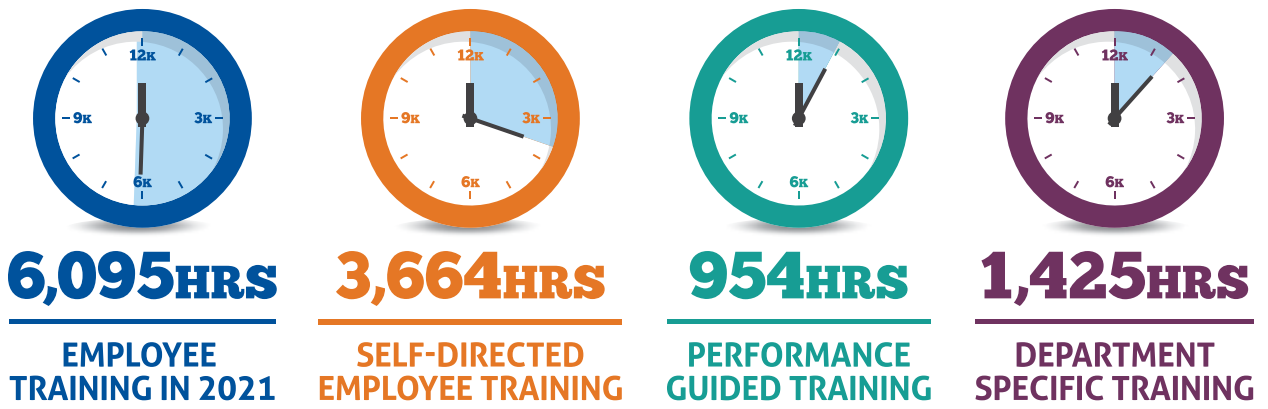 12K
3K
6K
9K
6,095HRS
EMPLOYEE
TRAINING IN 2021
12K
3K
6K
9K
3,664HRS
SELF-DIRECTED
EMPLOYEE TRAINING
12K
3K
6K
9K
954HRS
PERFORMANCE
GUIDED TRAINING
12K
3K
6K
9K
1,425HRS
DEPARTMENT
SPECIFIC TRAINING